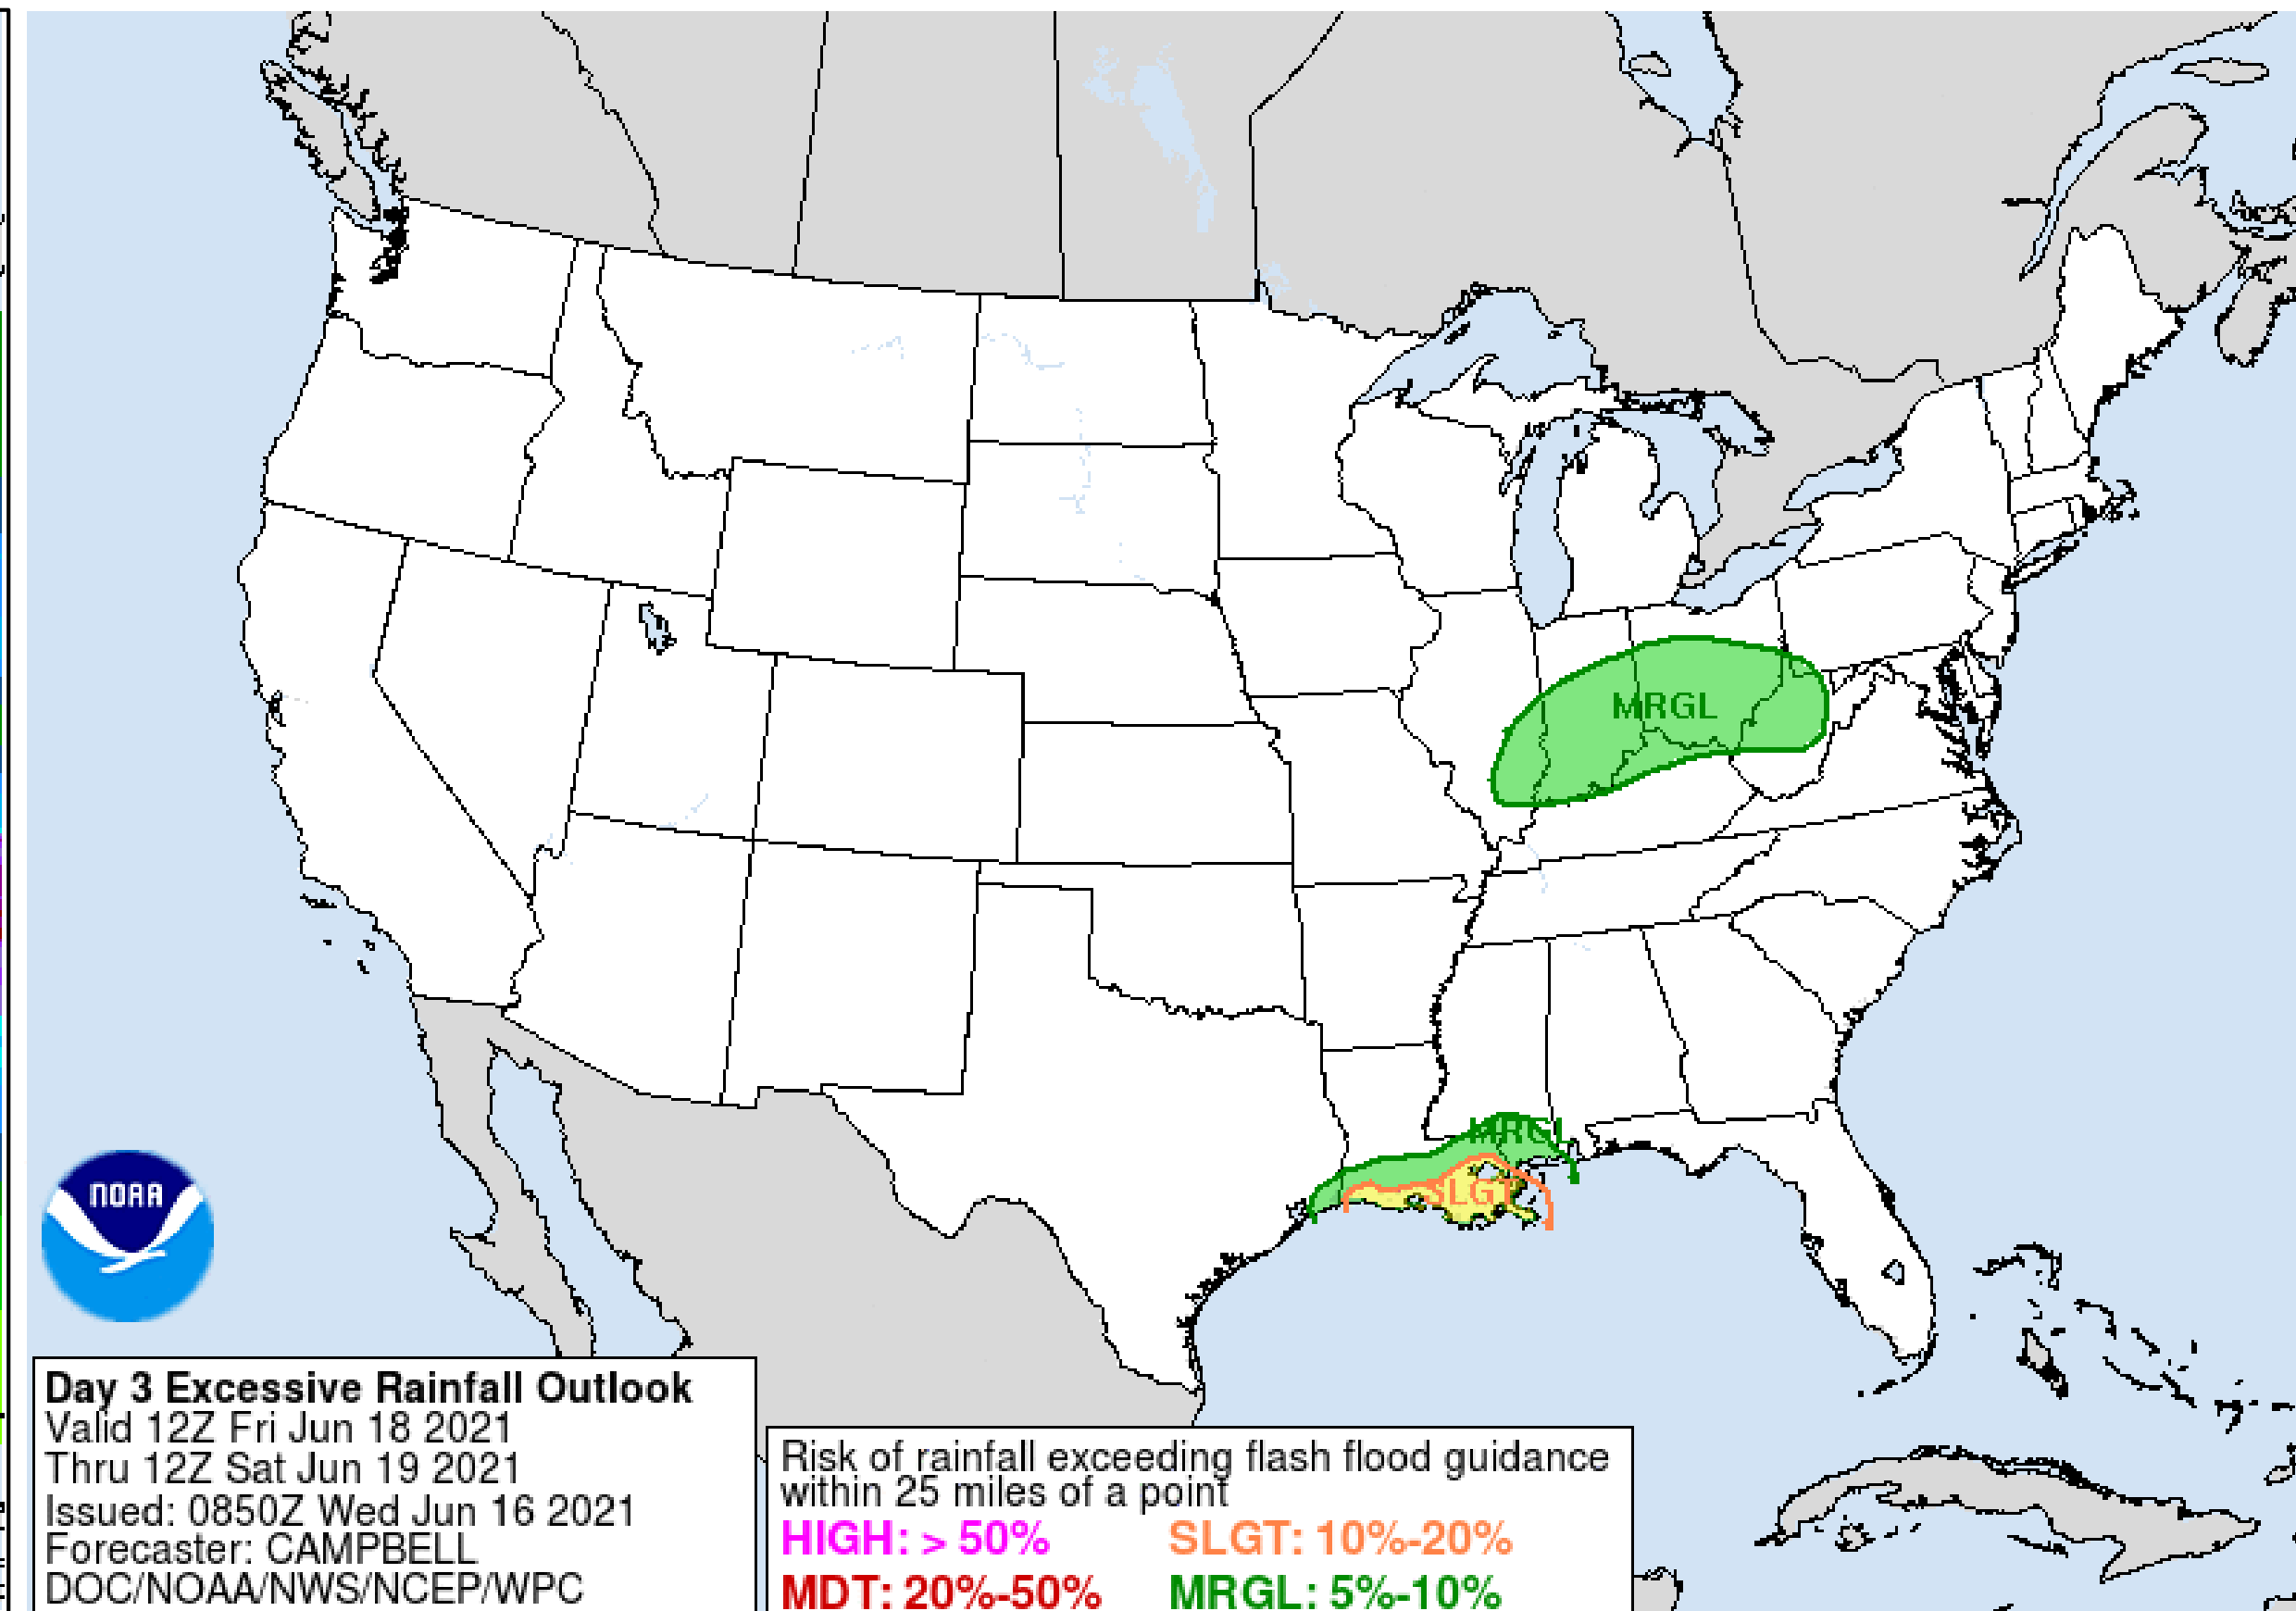 MRGL
MRGL
SLGT
NOAA
Day 3 Excessive Rainfall Outlook
Valid 12Z Fri Jun 18 2021
Thru 12Z Sat Jun 19 2021
Issued: 0850Z Wed Jun 16 2021
Forecaster: CAMPBELL
DOC/NOAA/NWS/NCEP/WPC
Risk of rainfall exceeding flash flood guidance
within 25 miles of a point
HIGH: > 50% SLGT: 10%-20%
MDT: 20%-50% MRGL: 5%-10%